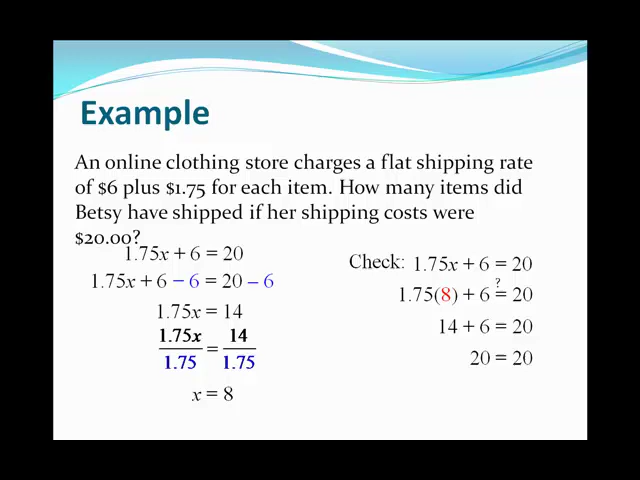 Example
An online clothing store charges a flat shipping rate
of $6 plus $1.75 for each item. How many items did
Betsy have shipped if her shipping costs were
$20.00?
1.75x + 6 = 20
1.75x + 6 − 6 = 20 − 6
1.75x = 14
1.75x/1.75 = 14/1.75
x = 8
Check: 1.75x + 6 = 20
1.75(8) + 6 ?= 20
14 + 6 = 20
20 = 20